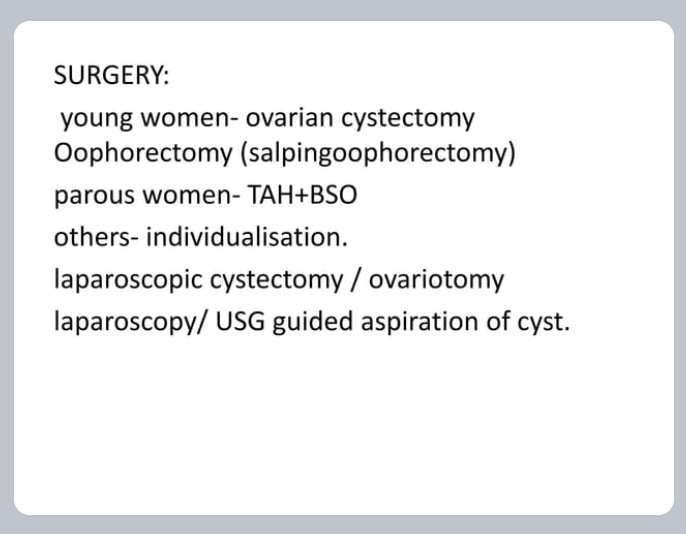 SURGERY:
young women- ovarian cystectomy
Oophorectomy (salpingoophorectomy)
parous women- TAH+BSO
others- individualisation.
laparoscopic cystectomy / ovariotomy
laparoscopy/ USG guided aspiration of cyst.